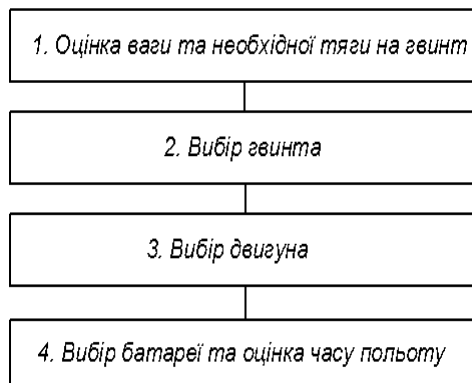 1. Оцінка ваги та необхідної тяги на гвинт
2. Вибір гвинта
3. Вибір двигуна
4. Вибір батареї та оцінка часу польоту